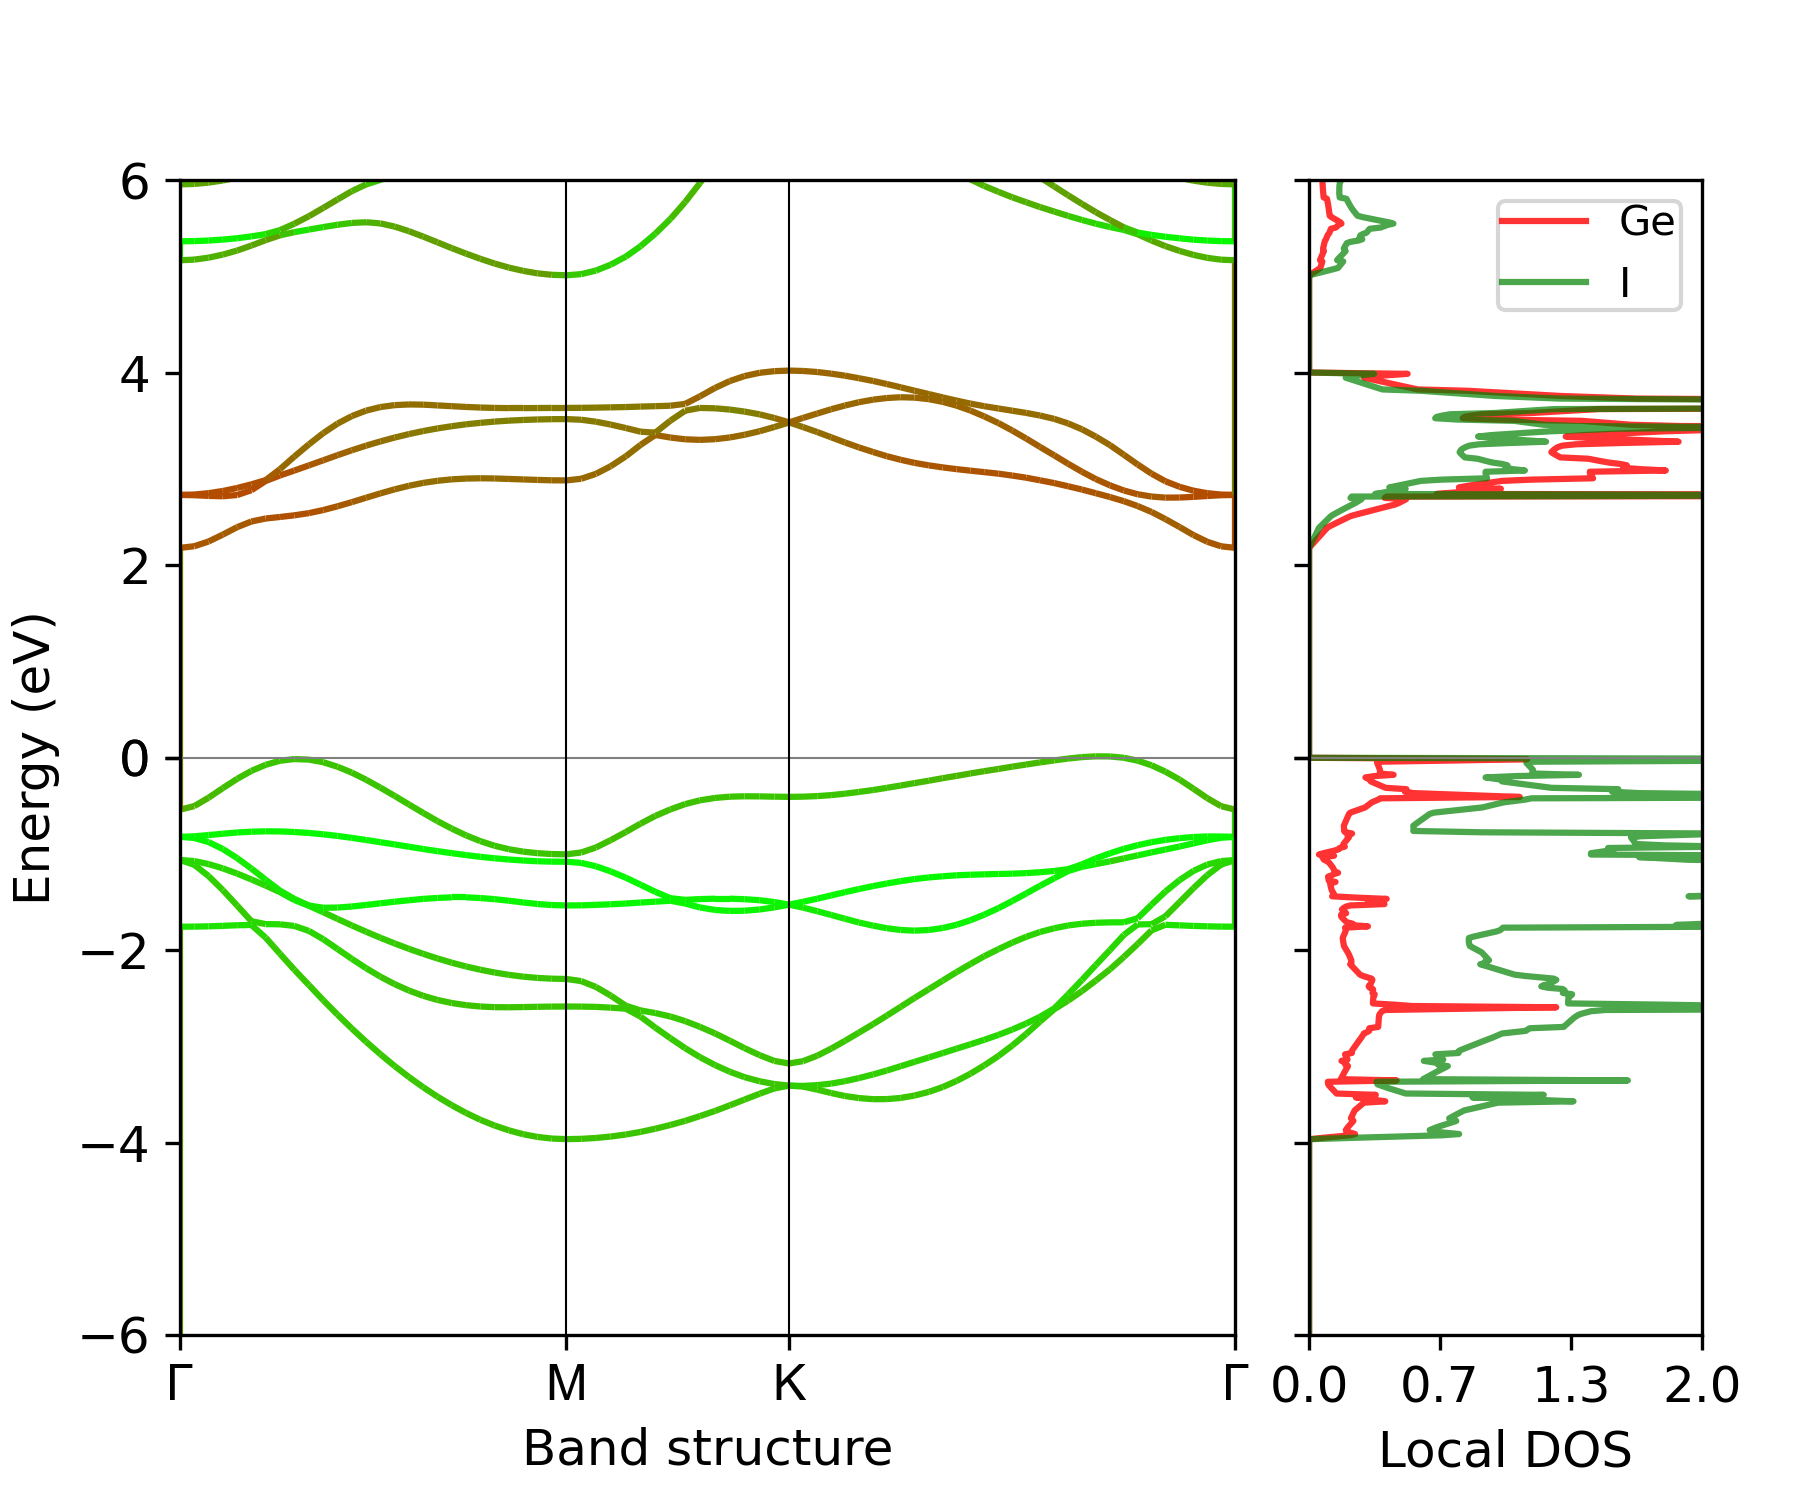 6
4
2
0
−2
−4
−6
Energy (eV)
Γ
M
K
Γ
Band structure
Ge
I
0.0
0.7
1.3
2.0
Local DOS